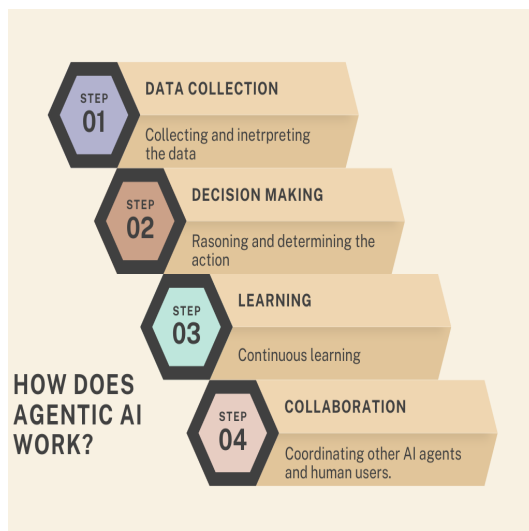 STEP
01
DATA COLLECTION
Collecting and inetrpreting
the data
STEP
02
DECISION MAKING
Rasoning and determining the
action
STEP
03
LEARNING
Continuous learning
HOW DOES
AGENTIC AI
WORK?
STEP
04
COLLABORATION
Coordinating other AI agents
and human users.